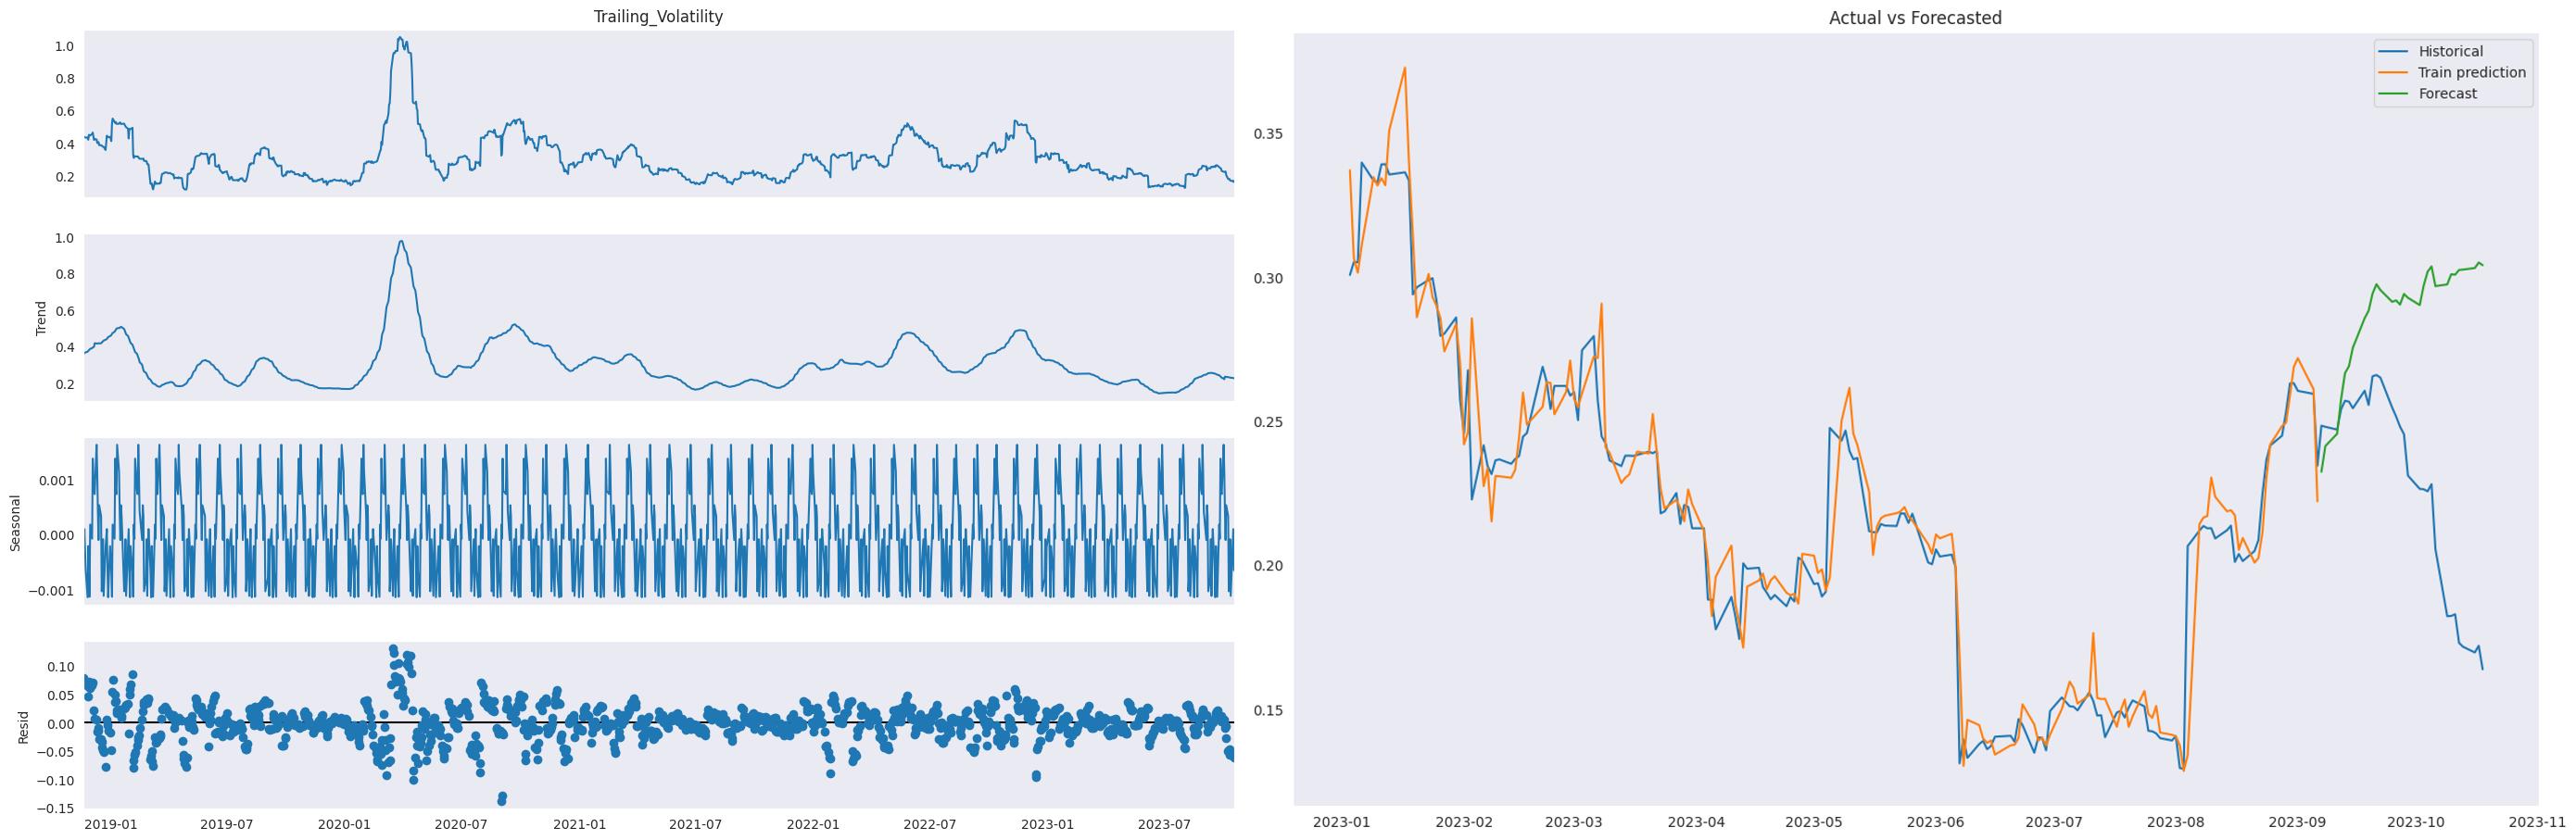 Trailing_Volatility
1.0
0.8
0.6
0.4
0.2
Trend
1.0
0.8
0.6
0.4
0.2
Seasonal
0.001
0.000
−0.001
Resid
0.10
0.05
0.00
−0.05
−0.10
−0.15
2019-01 2019-07 2020-01 2020-07 2021-01 2021-07 2022-01 2022-07 2023-01 2023-07
Actual vs Forecasted
Historical
Train prediction
Forecast
0.35
0.30
0.25
0.20
0.15
2023-01 2023-02 2023-03 2023-04 2023-05 2023-06 2023-07 2023-08 2023-09 2023-10 2023-11